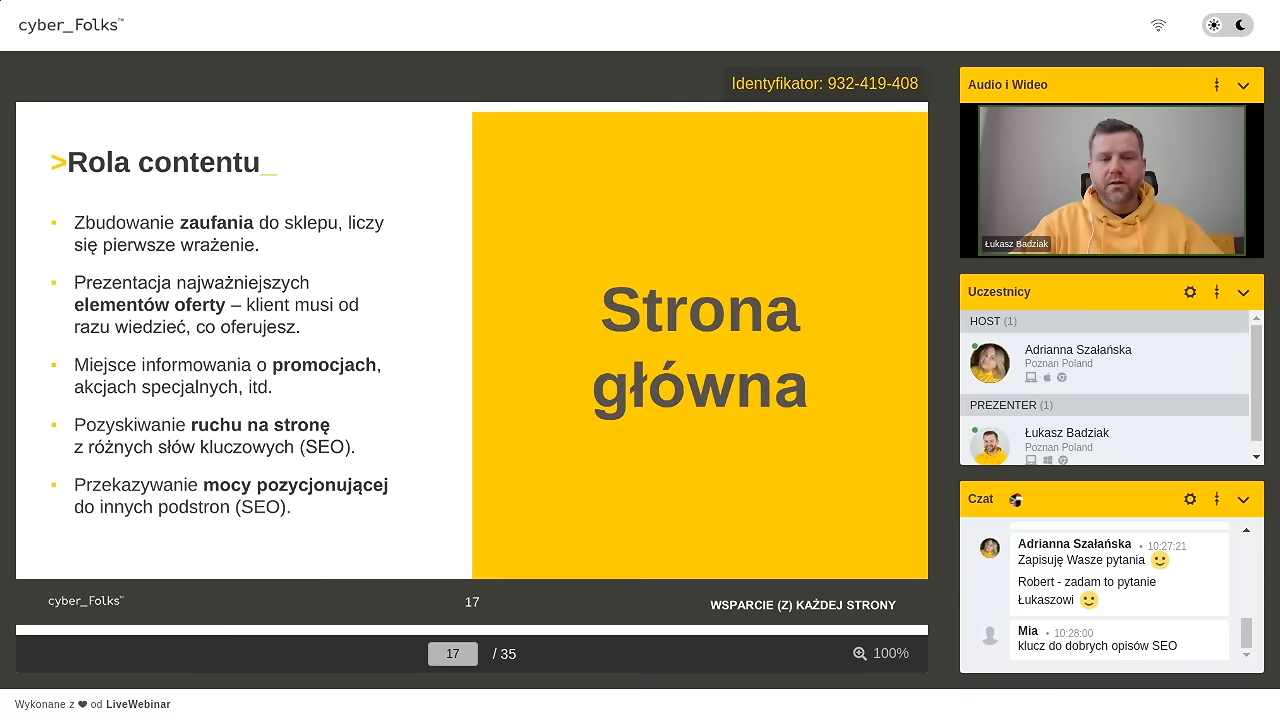 cyber_Folks™
Identyfikator: 932-419-408
>Rola contentu_
Zbudowanie zaufania do sklepu, liczy
się pierwsze wrażenie.
Prezentacja najważniejszych
elementów oferty – klient musi od
razu wiedzieć, co oferujesz.
Miejsce informowania o promocjach,
akcjach specjalnych, itd.
Pozyskiwanie ruchu na stronę
z różnych słów kluczowych (SEO).
Przekazywanie mocy pozycjonującej
do innych podstron (SEO).
Strona
główna
cyber_Folks™
17
WSPARCIE (Z) KAŻDEJ STRONY
17 / 35
100%
Audio i Wideo
Łukasz Badziak
Uczestnicy
HOST (1)
Adrianna Szałańska
Poznan Poland
PREZENTER (1)
Łukasz Badziak
Poznan Poland
Czat
Adrianna Szałańska • 10:27:21
Zapisuję Wasze pytania 🙂
Robert - zadam to pytanie
Łukaszowi 🙂
Mia • 10:28:00
klucz do dobrych opisów SEO
Wykonane z ♥ od LiveWebinar